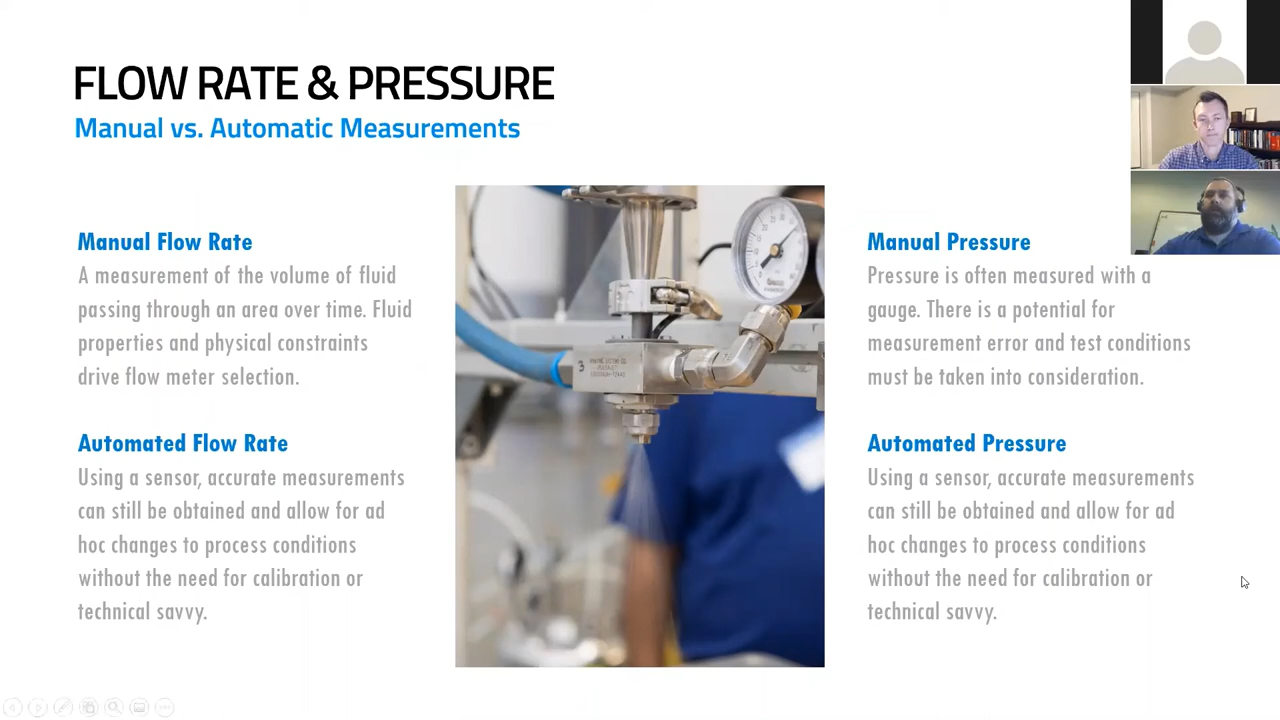 FLOW RATE & PRESSURE
Manual vs. Automatic Measurements
Manual Flow Rate
A measurement of the volume of fluid
passing through an area over time. Fluid
properties and physical constraints
drive flow meter selection.
Automated Flow Rate
Using a sensor, accurate measurements
can still be obtained and allow for ad
hoc changes to process conditions
without the need for calibration or
technical savvy.
3
Manual Pressure
Pressure is often measured with a
gauge. There is a potential for
measurement error and test conditions
must be taken into consideration.
Automated Pressure
Using a sensor, accurate measurements
can still be obtained and allow for ad
hoc changes to process conditions
without the need for calibration or
technical savvy.